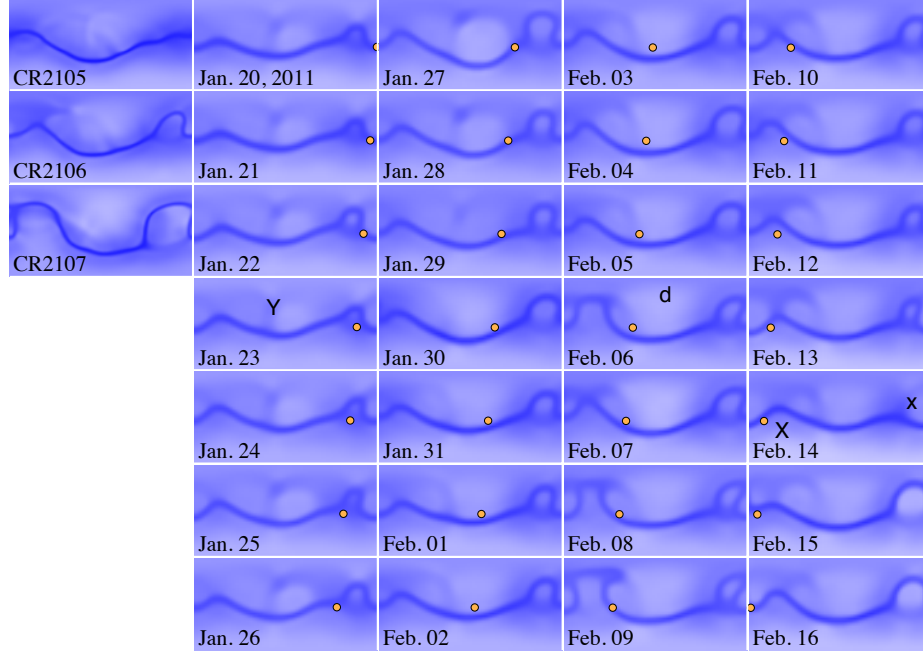 CR2105
Jan. 20, 2011
Jan. 27
Feb. 03
Feb. 10
CR2106
Jan. 21
Jan. 28
Feb. 04
Feb. 11
CR2107
Jan. 22
Jan. 29
Feb. 05
Feb. 12
Y
d
Jan. 23
Jan. 30
Feb. 06
Feb. 13
x
X
Jan. 24
Jan. 31
Feb. 07
Feb. 14
Jan. 25
Feb. 01
Feb. 08
Feb. 15
Jan. 26
Feb. 02
Feb. 09
Feb. 16